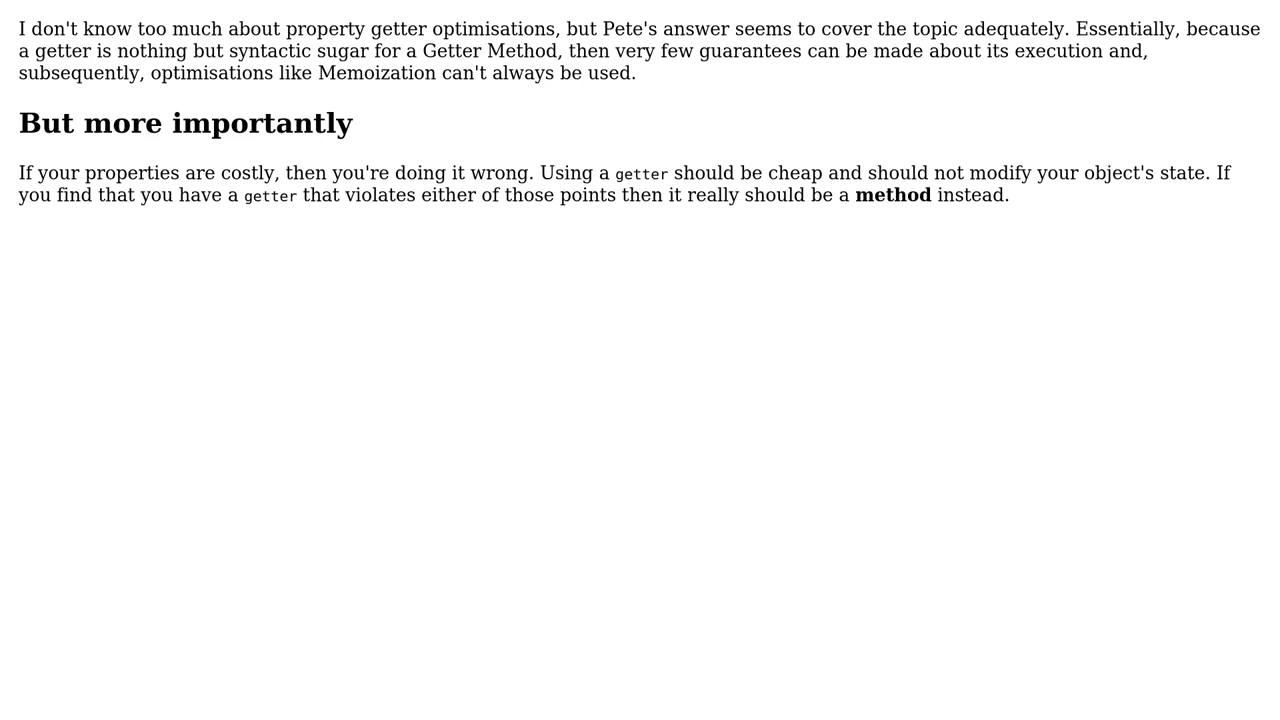 I don't know too much about property getter optimisations, but Pete's answer seems to cover the topic adequately. Essentially, because
a getter is nothing but syntactic sugar for a Getter Method, then very few guarantees can be made about its execution and,
subsequently, optimisations like Memoization can't always be used.
But more importantly
If your properties are costly, then you're doing it wrong. Using a getter should be cheap and should not modify your object's state. If
you find that you have a getter that violates either of those points then it really should be a method instead.